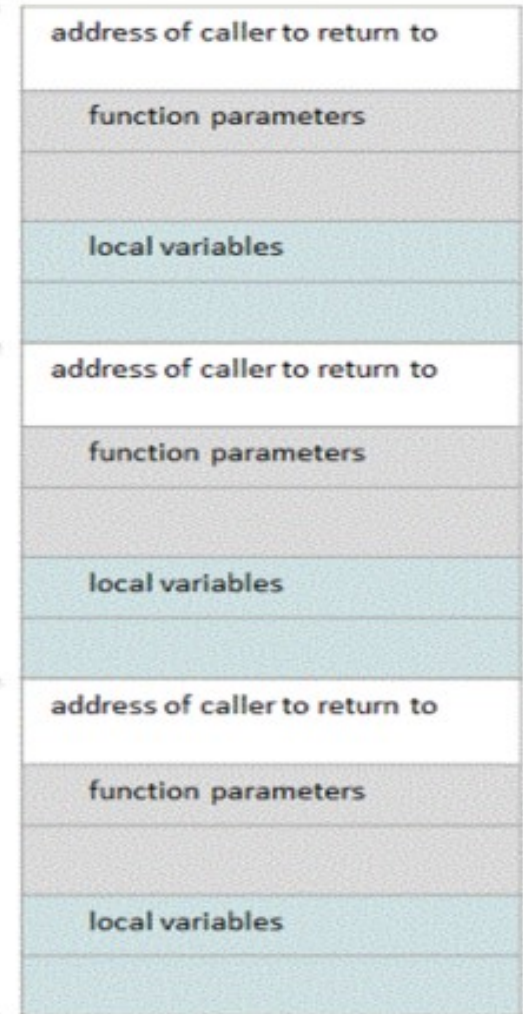 address of caller to return to
function parameters
local variables
address of caller to return to
function parameters
local variables
address of caller to return to
function parameters
local variables